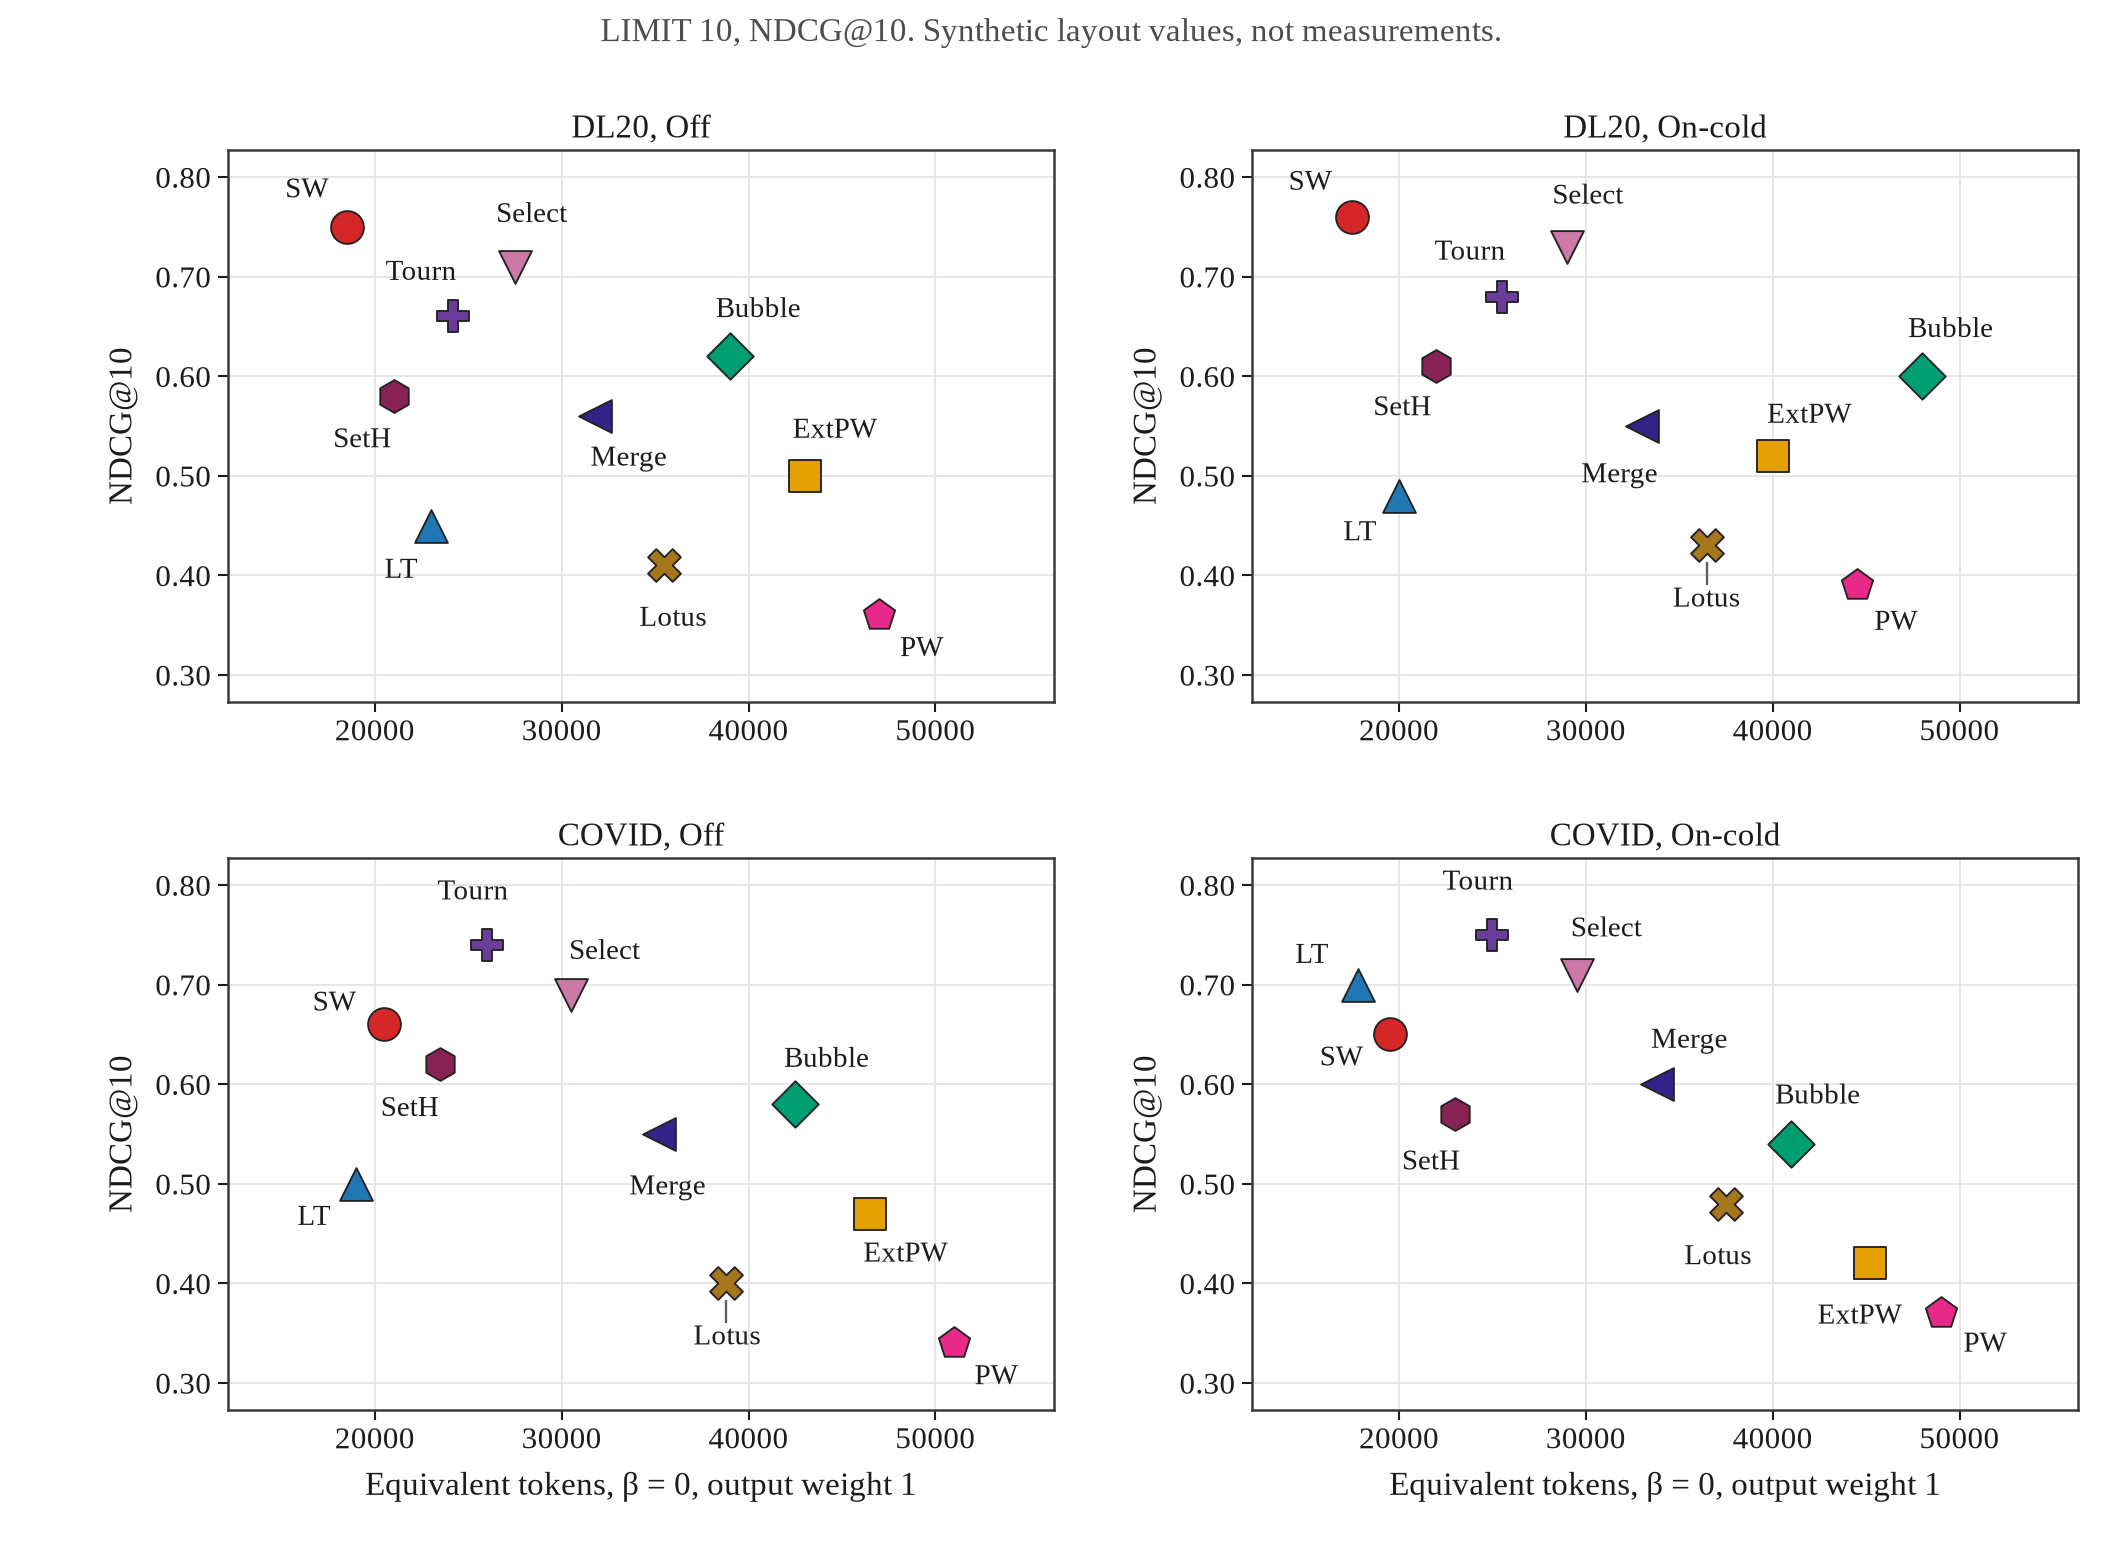 LIMIT 10, NDCG@10. Synthetic layout values, not measurements.
DL20, Off
NDCG@10
0.80
0.70
0.60
0.50
0.40
0.30
SW
Select
Tourn
Bubble
SetH
Merge
ExtPW
LT
Lotus
PW
20000 30000 40000 50000
DL20, On-cold
NDCG@10
0.80
0.70
0.60
0.50
0.40
0.30
SW
Select
Tourn
Bubble
SetH
ExtPW
Merge
LT
Lotus
PW
20000 30000 40000 50000
COVID, Off
NDCG@10
0.80
0.70
0.60
0.50
0.40
0.30
Tourn
Select
SW
Bubble
SetH
Merge
LT
ExtPW
Lotus
PW
20000 30000 40000 50000
Equivalent tokens, β = 0, output weight 1
COVID, On-cold
NDCG@10
0.80
0.70
0.60
0.50
0.40
0.30
Tourn
Select
LT
Merge
SW
Bubble
SetH
Lotus
ExtPW
PW
20000 30000 40000 50000
Equivalent tokens, β = 0, output weight 1